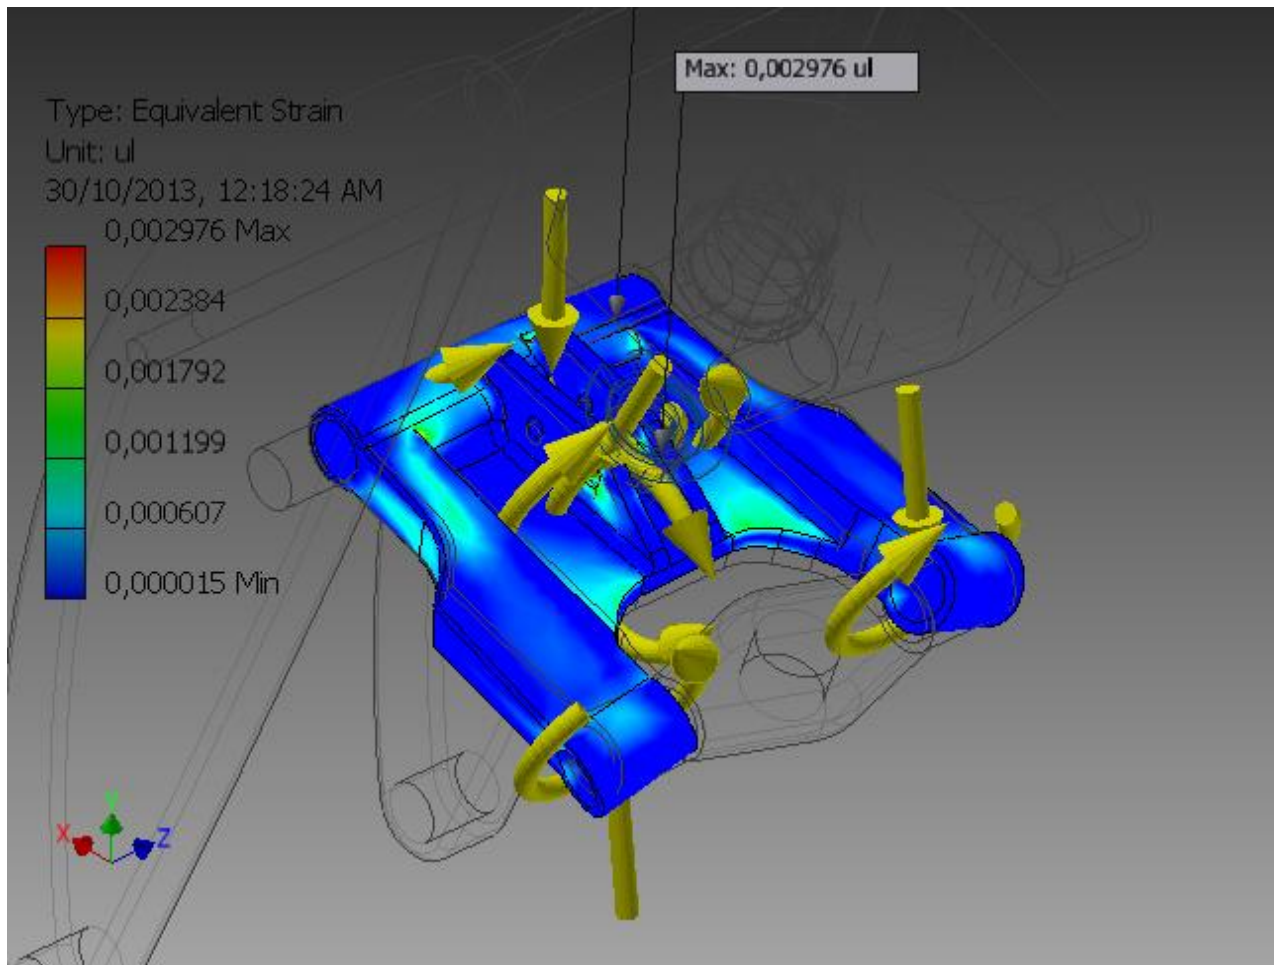 Max: 0,002976 ul
Type: Equivalent Strain
Unit: ul
30/10/2013, 12:18:24 AM
0,002976 Max
0,002384
0,001792
0,001199
0,000607
0,000015 Min
Y
X
Z